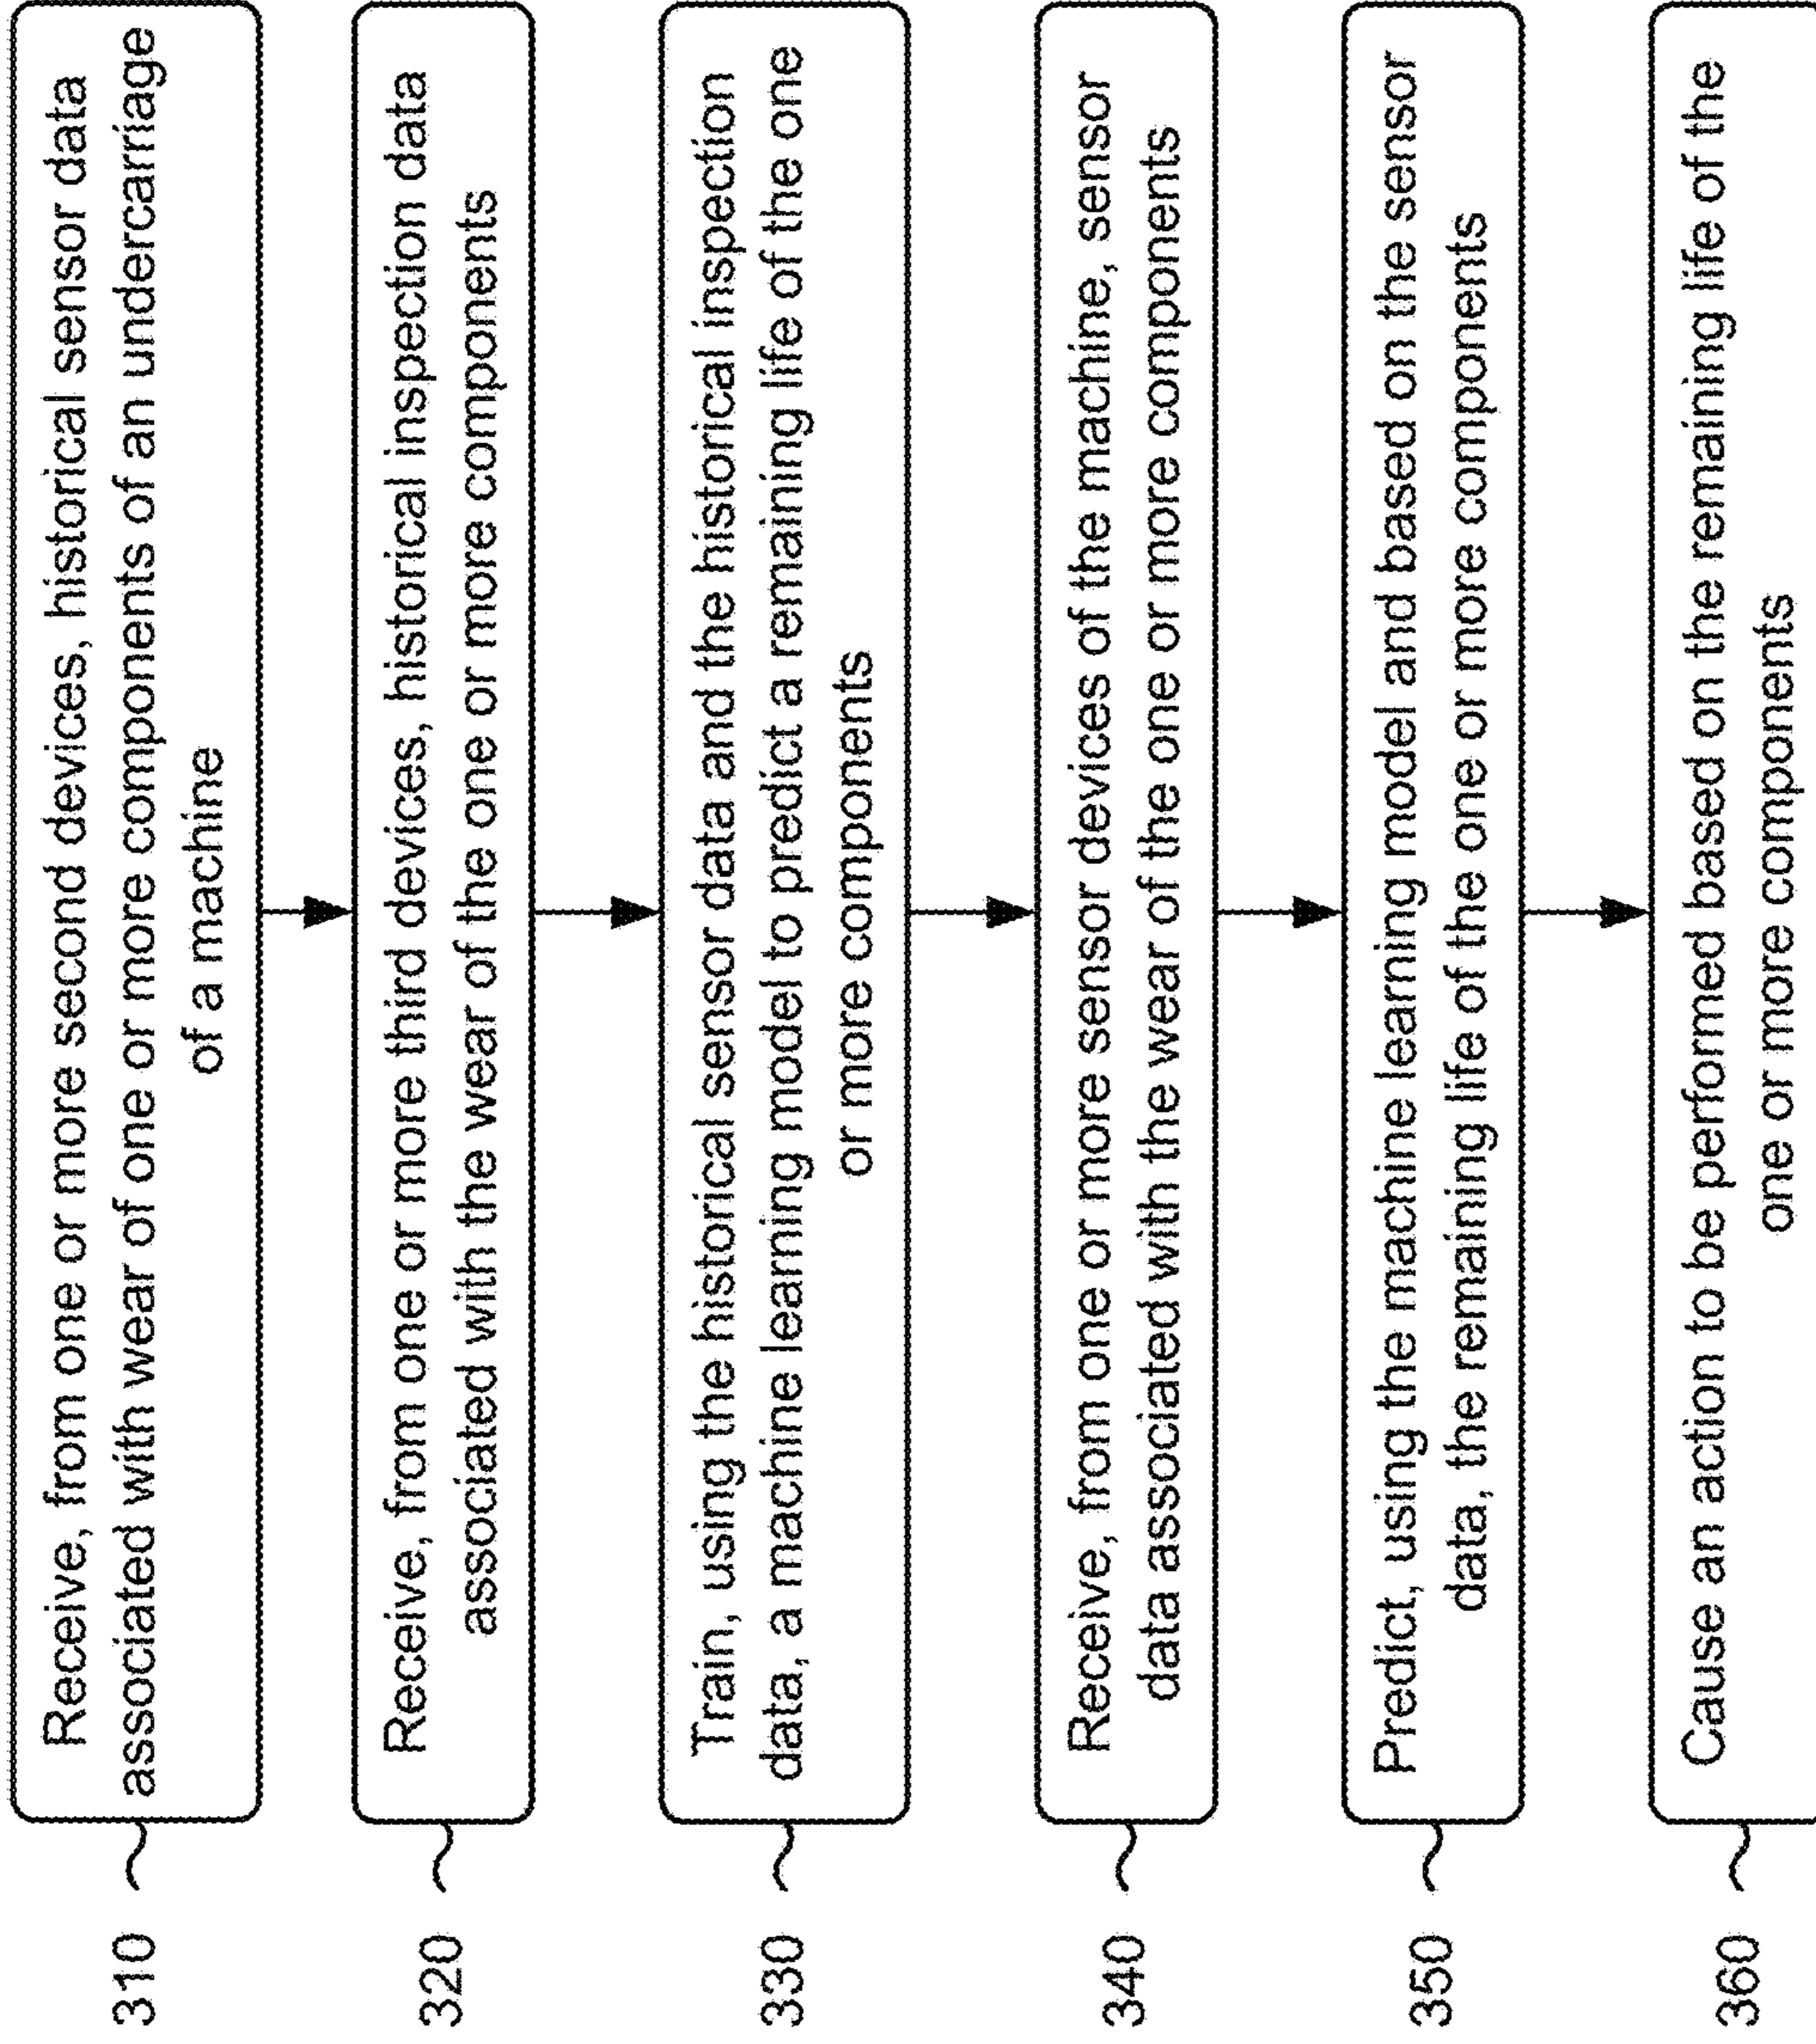 310
Receive, from one or more second devices, historical sensor data
associated with wear of one or more components of an undercarriage
of a machine
320
Receive, from one or more third devices, historical inspection data
associated with the wear of the one or more components
330
Train, using the historical sensor data and the historical inspection
data, a machine learning model to predict a remaining life of the one
or more components
340
Receive, from one or more sensor devices of the machine, sensor
data associated with the wear of the one or more components
350
Predict, using the machine learning model and based on the sensor
data, the remaining life of the one or more components
360
Cause an action to be performed based on the remaining life of the
one or more components